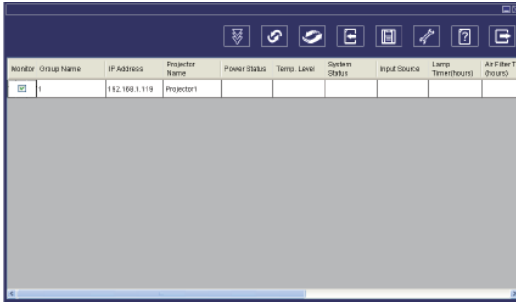 Monitor Group Name IP Address Projector Name Power Status Temp. Level System Status Input Source Lamp Timer(hours) Air Filter T (hours)
1 192.168.1.119 Projector1